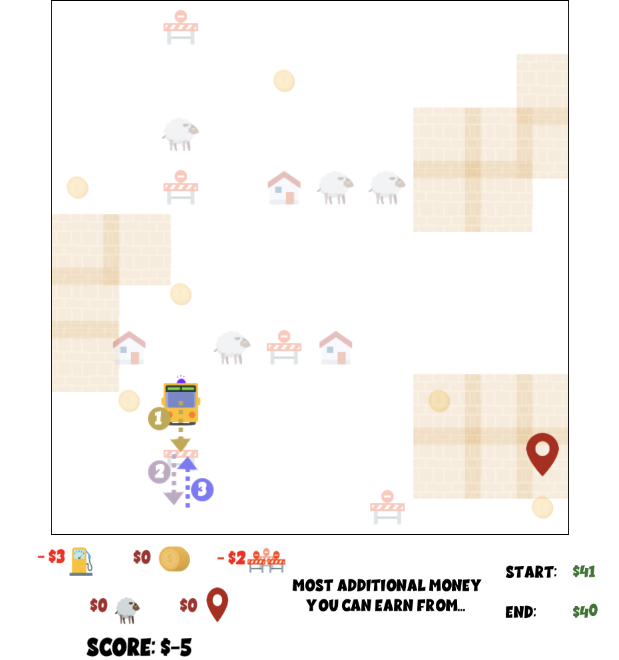 1
2
3
- $3
$0
- $2
$0
$0
SCORE: $-5
MOST ADDITIONAL MONEY
YOU CAN EARN FROM...
START: $41
END: $40